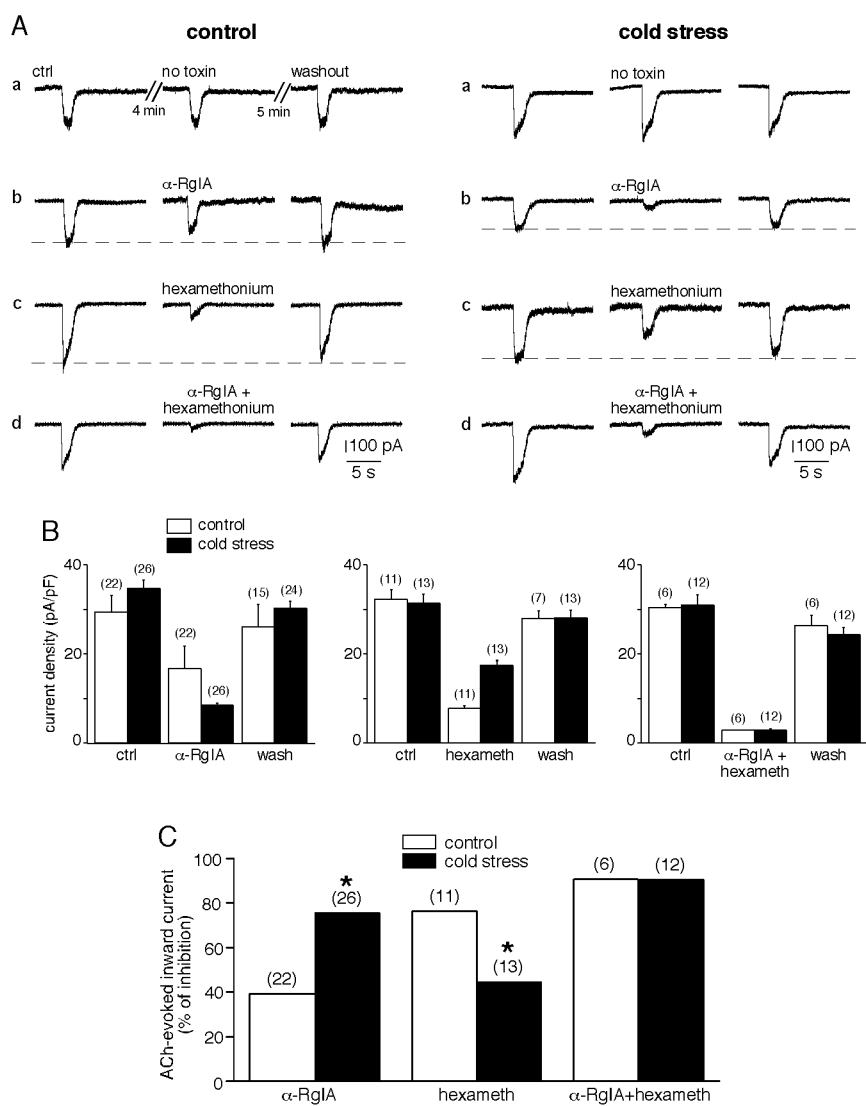 A
control
cold stress
ctrl
no toxin
washout
no toxin
a
a
4 min
5 min
α-RgIA
α-RgIA
b
b
hexamethonium
hexamethonium
c
c
α-RgIA +
hexamethonium
α-RgIA +
hexamethonium
d
d
100 pA
5 s
100 pA
5 s
B
control
cold stress
current density (pA/pF)
40
20
0
(22)
(26)
(22)
(26)
(15)
(24)
ctrl
α-RgIA
wash
40
20
0
(11)
(13)
(11)
(13)
(7)
(13)
ctrl
hexameth
wash
40
20
0
(6)
(12)
(6)
(12)
(6)
(12)
ctrl
α-RgIA +
hexameth
wash
C
control
cold stress
ACh-evoked inward current
(% of inhibition)
100
80
60
40
20
0
(22)
*
(26)
(11)
*
(13)
(6)
(12)
α-RgIA
hexameth
α-RgIA+hexameth